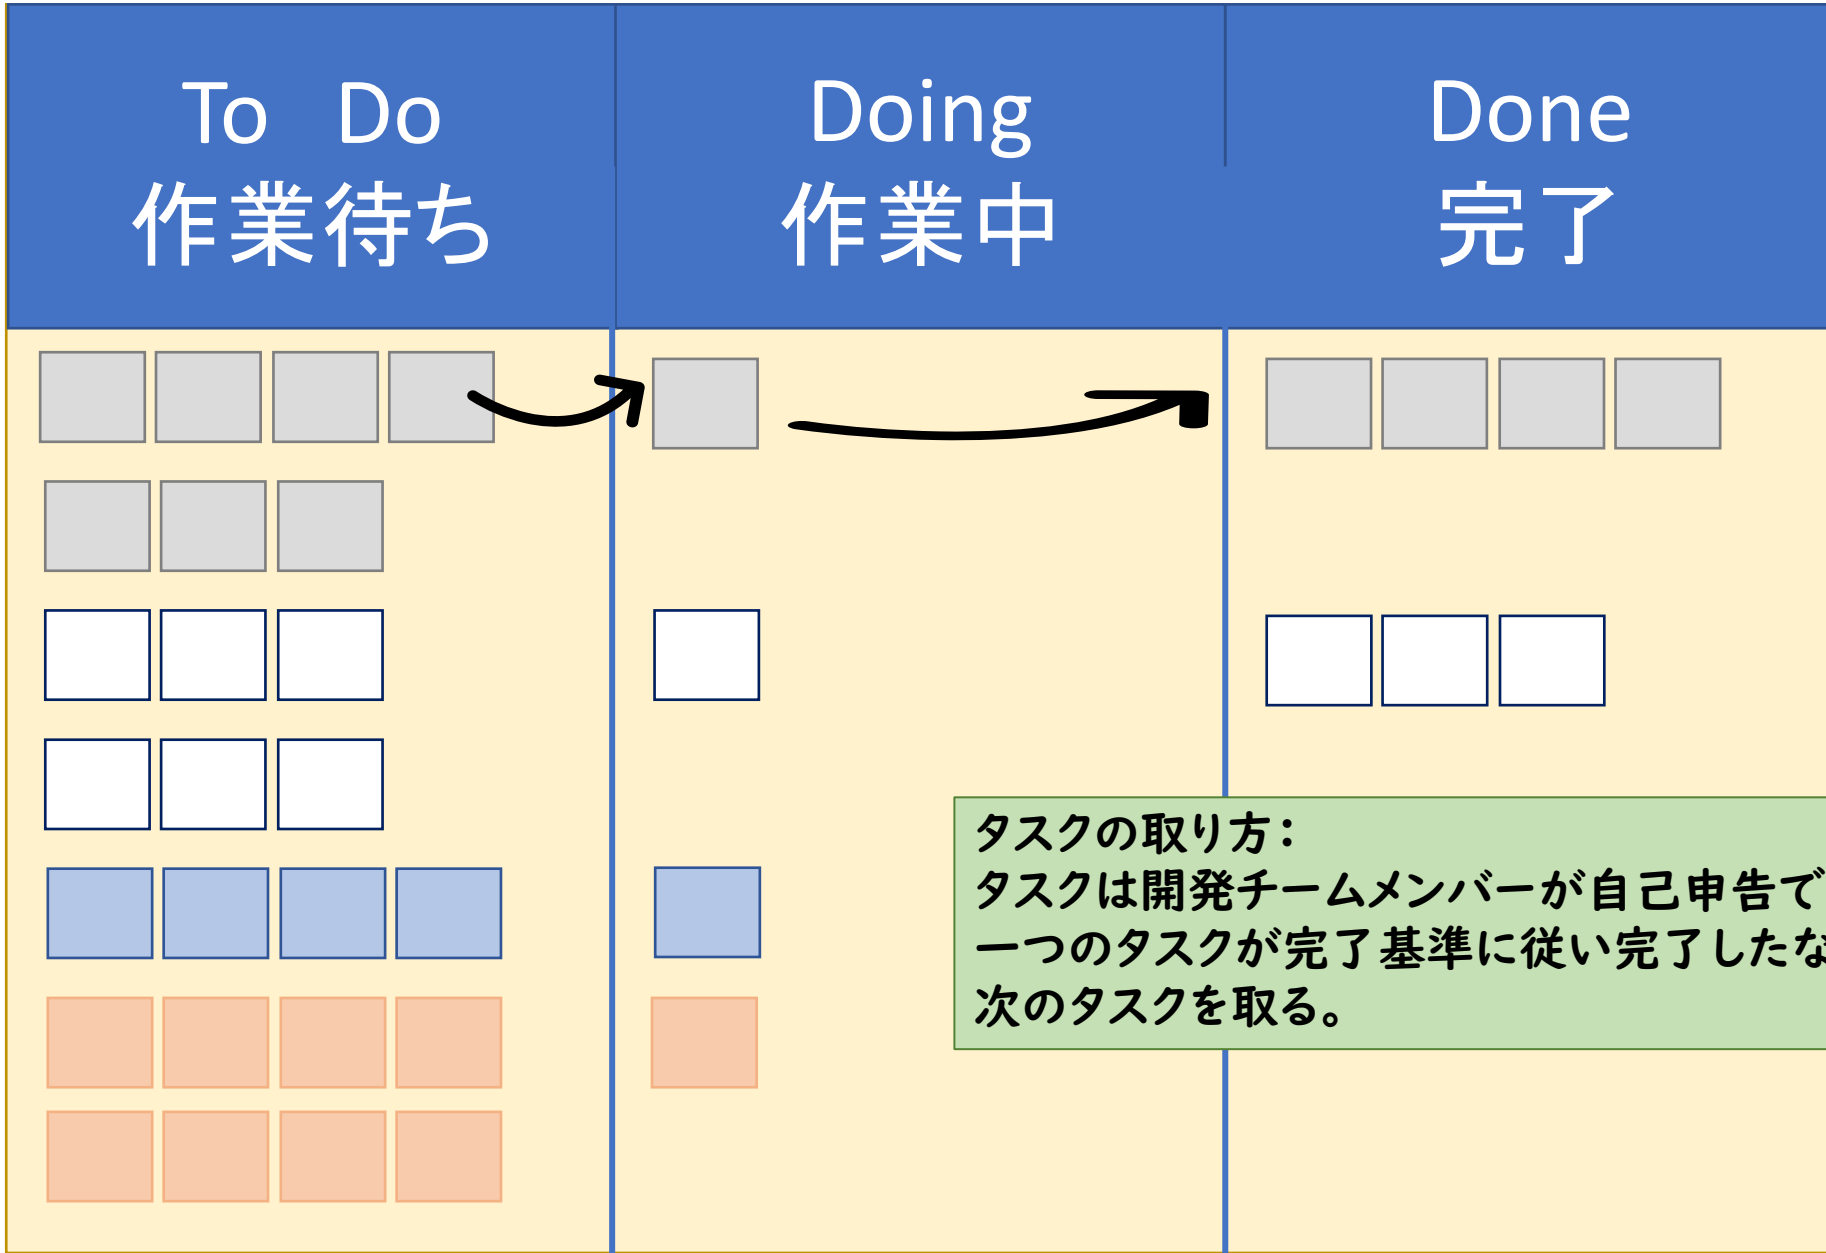 To Do
作業待ち
Doing
作業中
Done
完了
タスクの取り方：
タスクは開発チームメンバーが自己申告で
一つのタスクが完了基準に従い完了したな
次のタスクを取る。